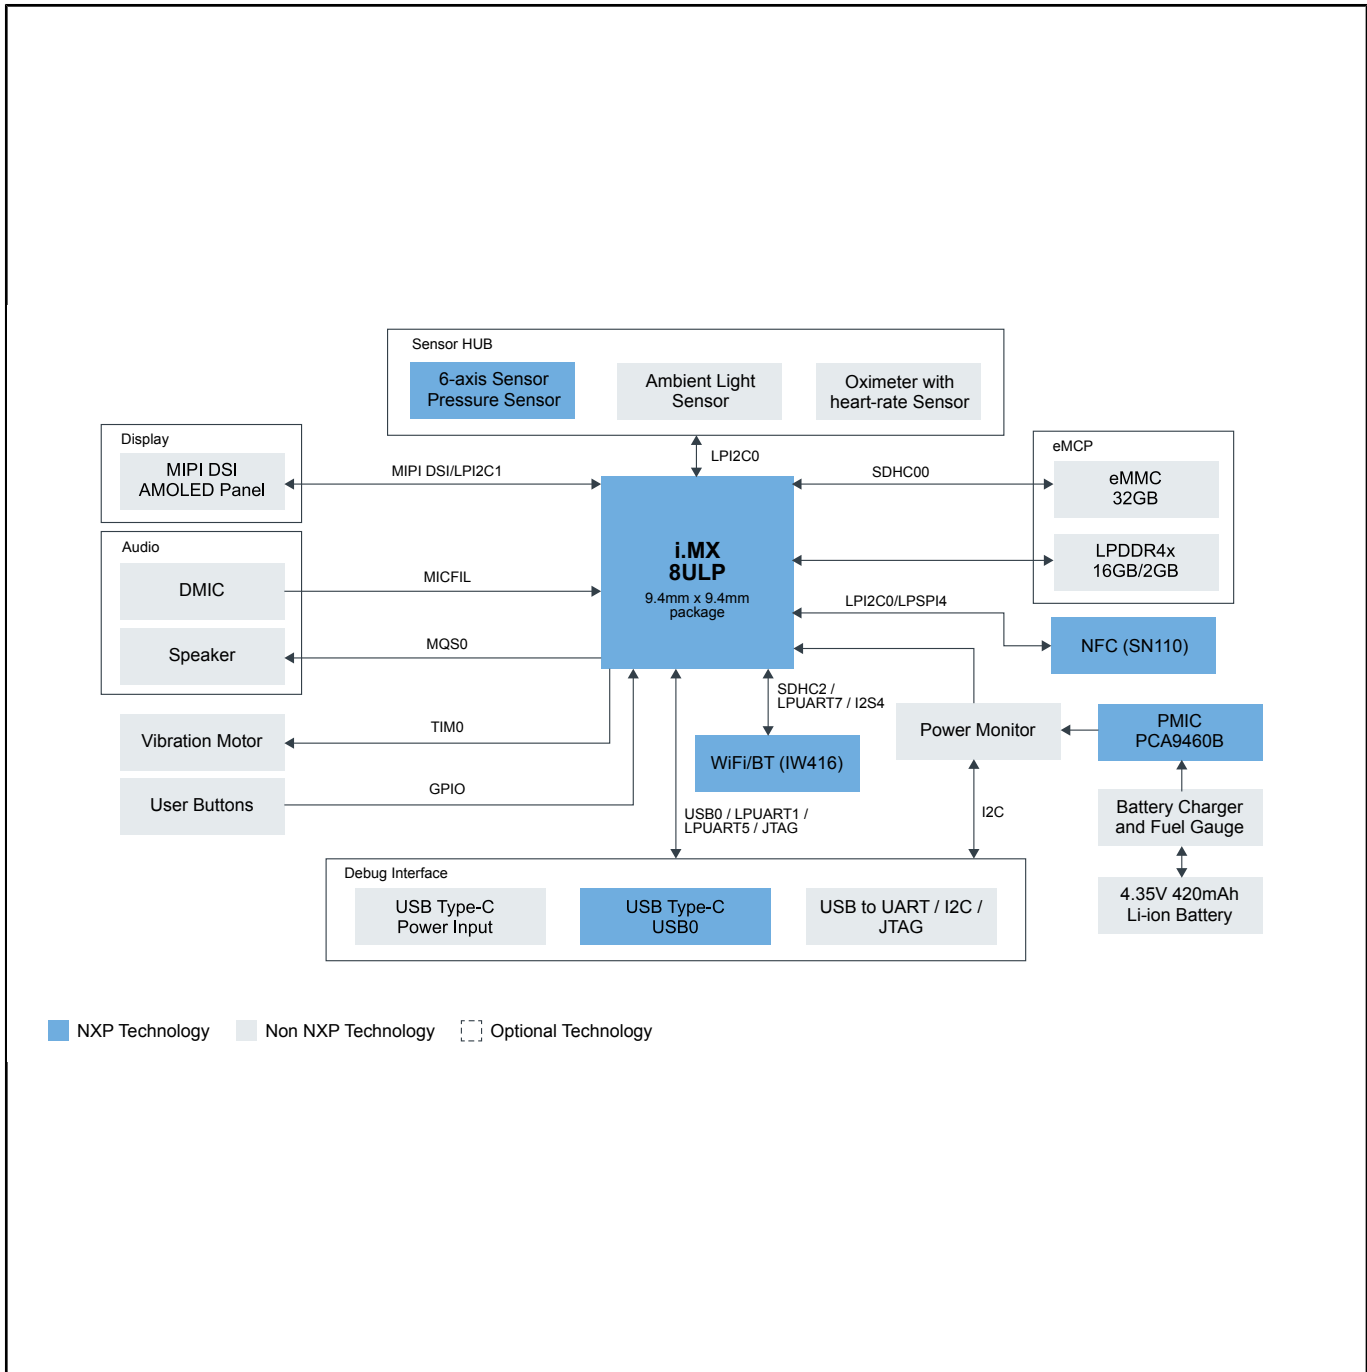 Sensor HUB
6-axis Sensor
Pressure Sensor
Ambient Light
Sensor
Oximeter with
heart-rate Sensor
LPI2C0
Display
MIPI DSI
AMOLED Panel
MIPI DSI/LPI2C1
SDHC00
eMCP
eMMC
32GB
LPDDR4x
16GB/2GB
i.MX
8ULP
9.4mm x 9.4mm
package
Audio
DMIC
MICFIL
Speaker
MQS0
LPI2C0/LPSPI4
NFC (SN110)
Vibration Motor
TIM0
User Buttons
GPIO
SDHC2 /
LPUART7 / I2S4
WiFi/BT (IW416)
Power Monitor
PMIC
PCA9460B
Battery Charger
and Fuel Gauge
4.35V 420mAh
Li-ion Battery
USB0 / LPUART1 /
LPUART5 / JTAG
I2C
Debug Interface
USB Type-C
Power Input
USB Type-C
USB0
USB to UART / I2C /
JTAG
NXP Technology
Non NXP Technology
Optional Technology